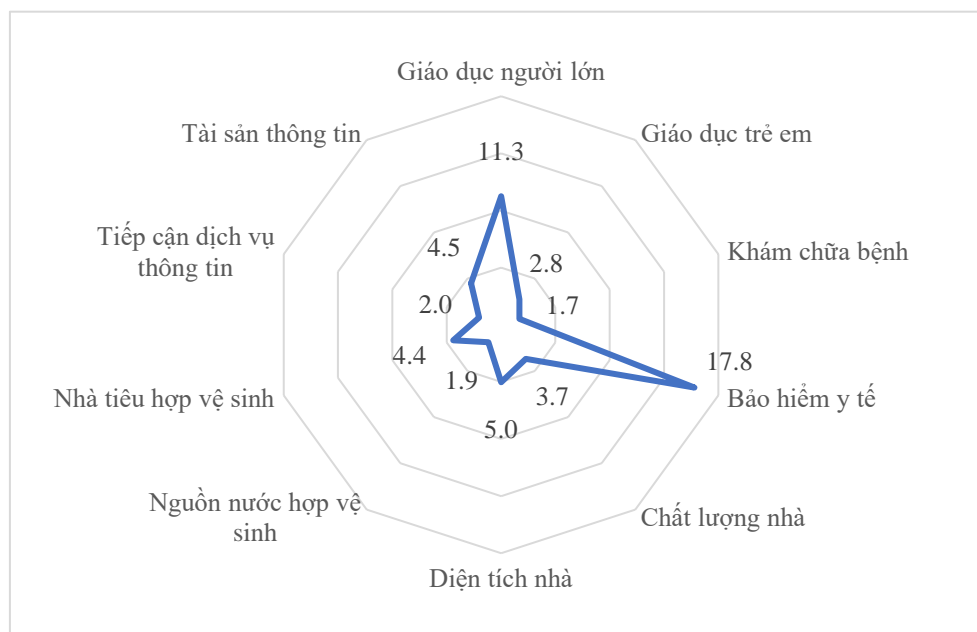 Giáo dục người lớn
11.3
Giáo dục trẻ em
2.8
Khám chữa bệnh
1.7
Bảo hiểm y tế
17.8
Chất lượng nhà
3.7
Diện tích nhà
5.0
Nguồn nước hợp vệ
sinh
1.9
Nhà tiêu hợp vệ sinh
4.4
Tiếp cận dịch vụ
thông tin
2.0
Tài sản thông tin
4.5